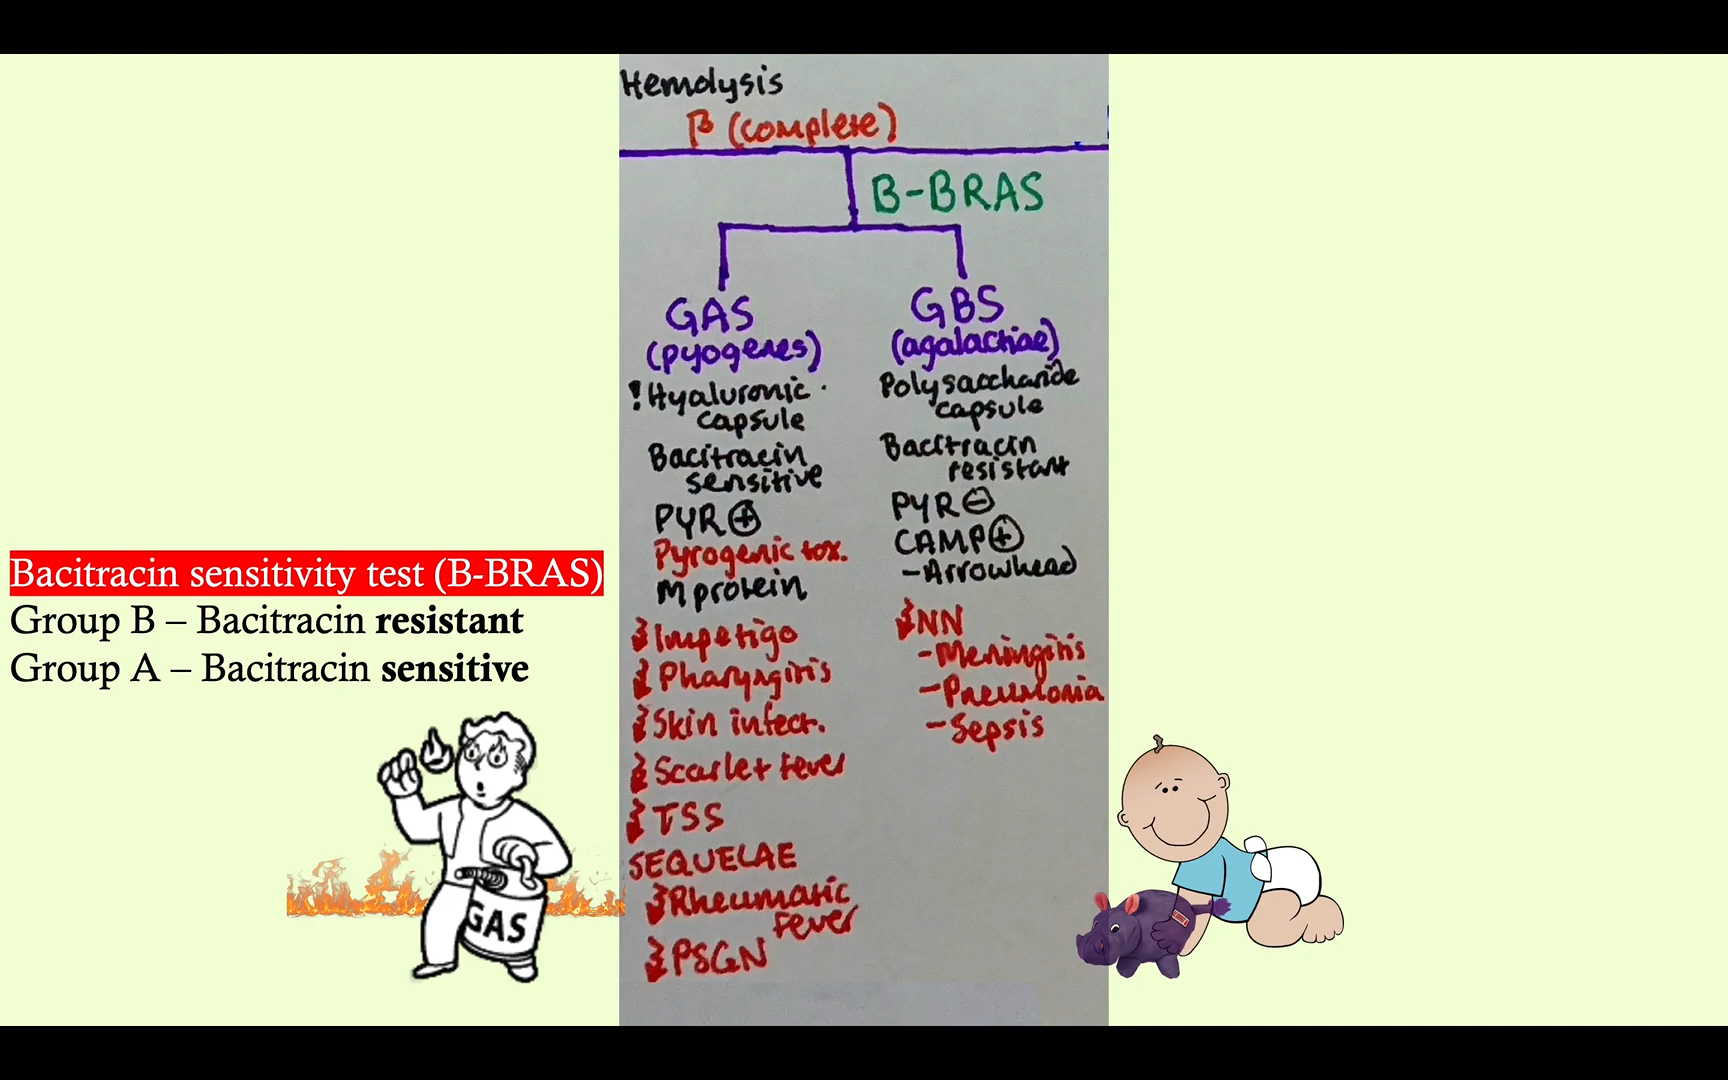 Hemolysis
β (complete)
B-BRAS
GAS
(pyogenes)
! Hyaluronic
capsule
Bacitracin
sensitive
PYR ⊕
Pyrogenic tox.
M protein
Impetigo
Pharyngitis
Skin infect.
Scarlet fever
TSS
SEQUELAE
Rheumatic
fever
PSGN
GBS
(agalactiae)
Polysaccharide
capsule
Bacitracin
resistant
PYR ⊖
CAMP ⊕
- Arrowhead
NN
- Meningitis
- Pneumonia
- Sepsis
Bacitracin sensitivity test (B-BRAS)
Group B – Bacitracin resistant
Group A – Bacitracin sensitive
GAS